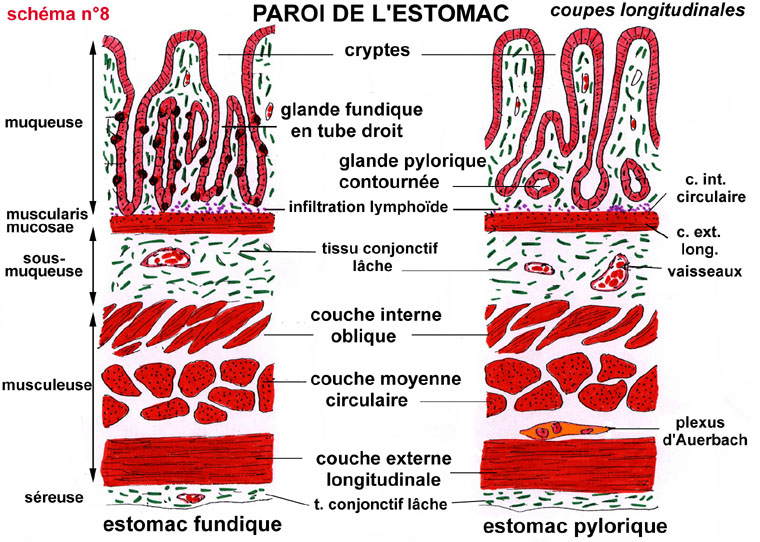 schéma n°8
PAROI DE L'ESTOMAC
coupes longitudinales
cryptes
muqueuse
glande fundique
en tube droit
glande pylorique
contournée
c. int.
circulaire
infiltration lymphoïde
muscularis
mucosae
c. ext.
long.
sous-
muqueuse
tissu conjonctif
lâche
vaisseaux
couche interne
oblique
musculeuse
couche moyenne
circulaire
plexus
d'Auerbach
couche externe
longitudinale
séreuse
t. conjonctif lâche
estomac fundique
estomac pylorique